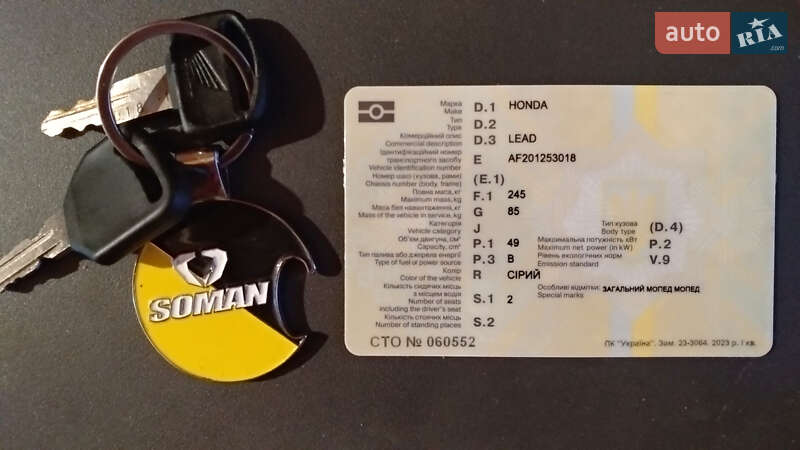 auto RIA .com
Марка
Make D.1 HONDA
Тип
Type D.2
Комерційний опис
Commercial description D.3 LEAD
Ідентифікаційний номер
транспортного засобу
Vehicle identification number E AF201253018
Номер шасі (кузова, рами)
Chassis number (body, frame) (E.1)
Повна маса, кг
Maximum mass, kg F.1 245
Маса без навантаження, кг
Mass of the vehicle in service, kg G 85
Категорія
Vehicle category J
Тип кузова
Body type (D.4)
Об'єм двигуна, см³
Capacity, cm³ P.1 49
Максимальна потужність кВт
Maximum net. power (in kW) P.2
Тип палива або джерела енергії
Type of fuel or power source P.3 B
Рівень екологічних норм
Emission standard V.9
Колір
Color of the vehicle R СІРИЙ
Кількість сидячих місць
з місцем водія
Number of seats
including the driver's seat S.1 2
Особливі відмітки: ЗАГАЛЬНИЙ МОПЕД МОПЕД
Special marks
Кількість стоячих місць
Number of standing places S.2
СТО № 060552
ПК "Україна". Зам. 23-3064. 2023 р. I кв.
SOMAN